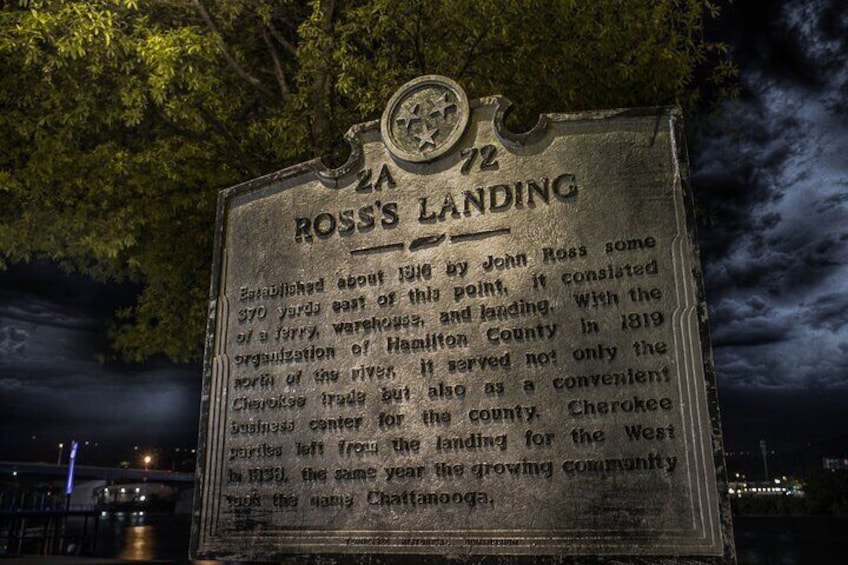 2A 72
ROSS'S LANDING
Established about 1816 by John Ross some
370 yards east of this point, it consisted
of a ferry, warehouse, and landing. With the
organization of Hamilton County in 1819
north of the river, it served not only the
Cherokee trade but also as a convenient
business center for the county. Cherokee
parties left from the landing for the West
in 1838, the same year the growing community
took the name Chattanooga.
TENNESSEE HISTORICAL COMMISSION